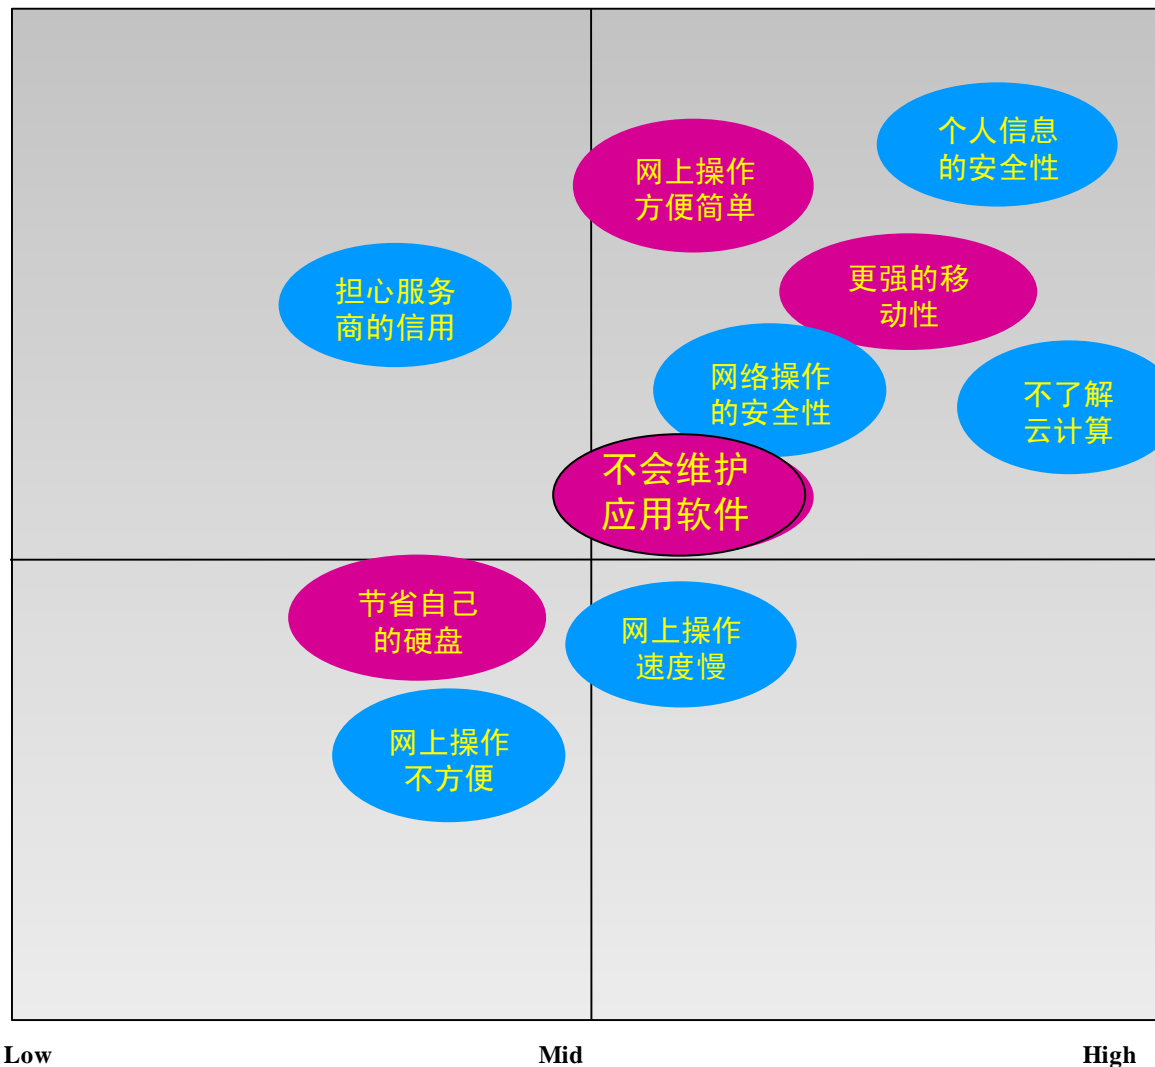 个人信息
的安全性
网上操作
方便简单
更强的移
动性
担心服务
商的信用
网络操作
的安全性
不了解
云计算
不会维护
应用软件
节省自己
的硬盘
网上操作
速度慢
网上操作
不方便
Low
Mid
High